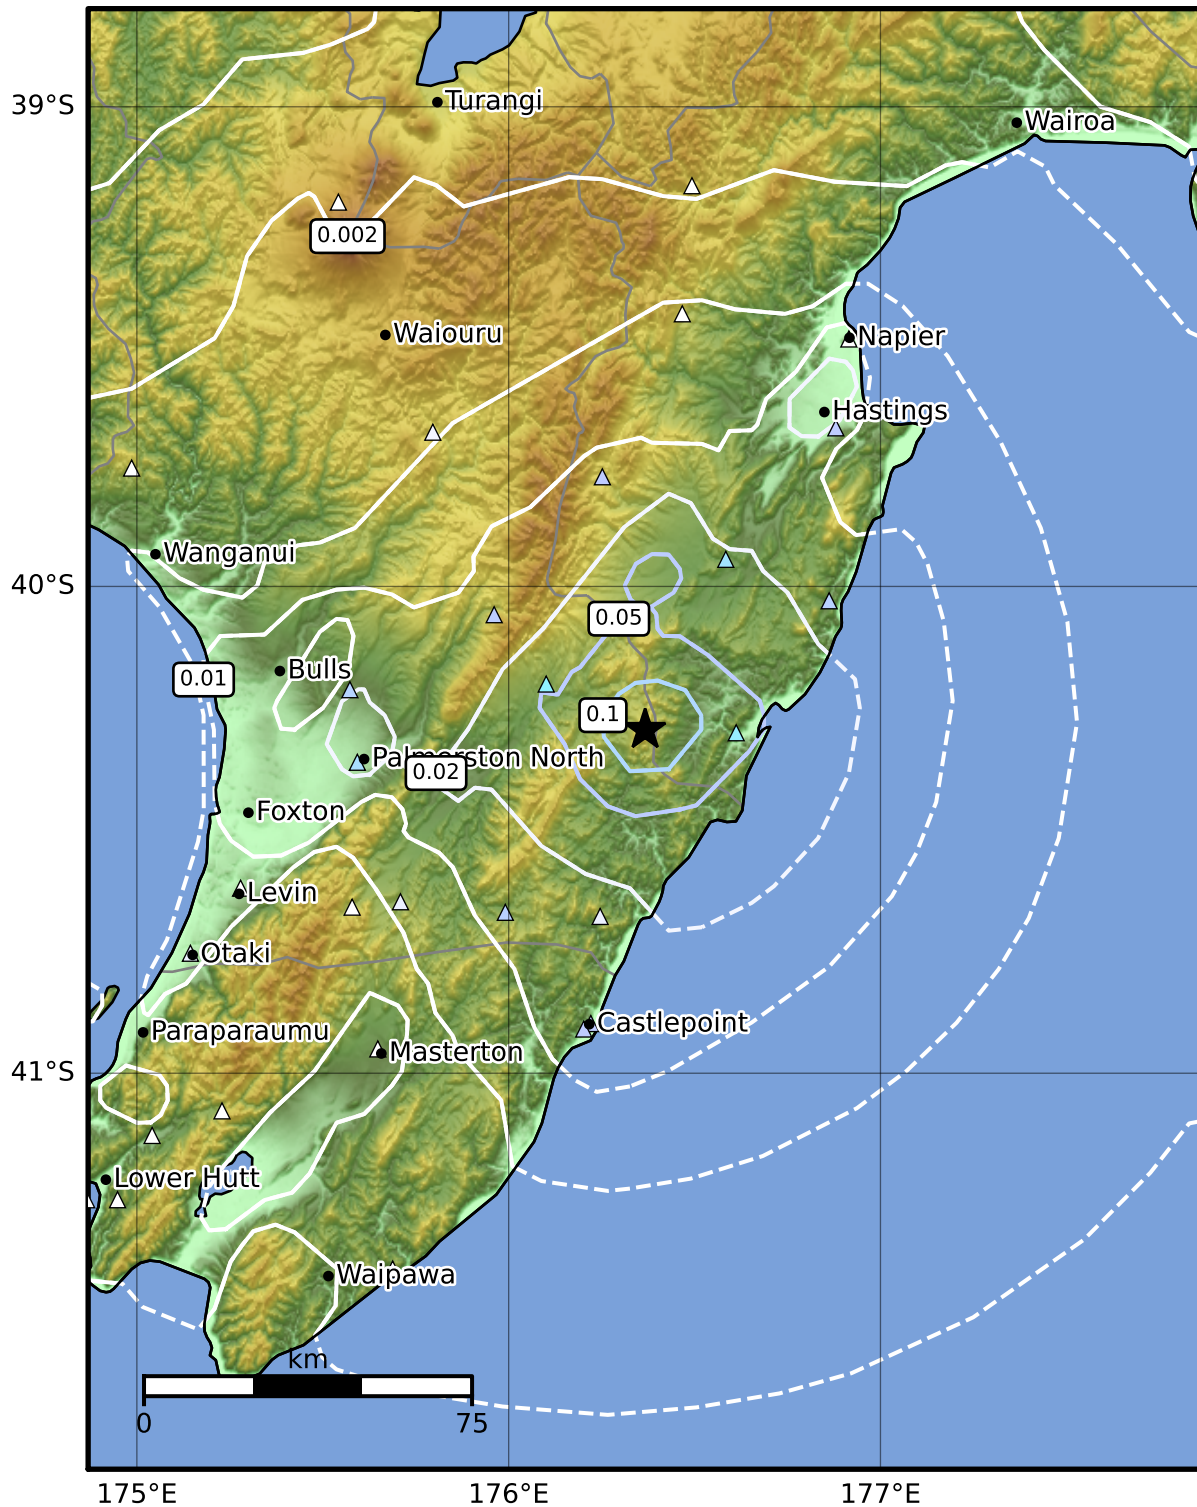 39°S
Turangi
Wairoa
0.002
Waiouru
Napier
Hastings
Wanganui
40°S
0.05
0.01
Bulls
0.1
Palmerston North
0.02
Foxton
Levin
Otaki
Castlepoint
Paraparaumu
Masterton
41°S
Lower Hutt
Waipawa
km
0 75
175°E 176°E 177°E